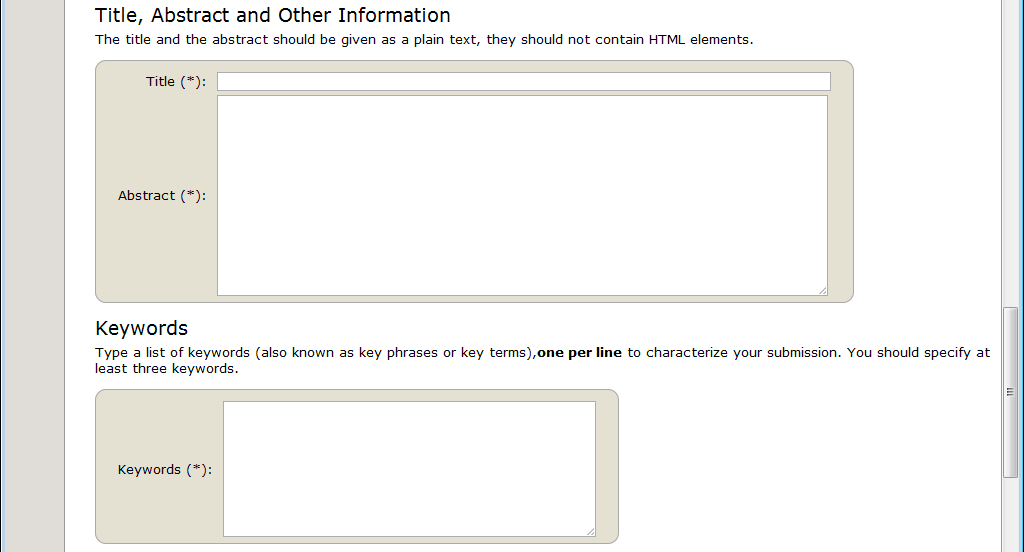 Title, Abstract and Other Information
The title and the abstract should be given as a plain text, they should not contain HTML elements.
Title (*):
Abstract (*):
Keywords
Type a list of keywords (also known as key phrases or key terms),one per line to characterize your submission. You should specify at
least three keywords.
Keywords (*):